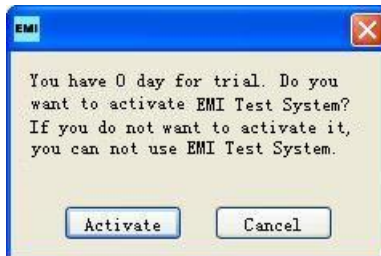 EMI
You have 0 day for trial. Do you
want to activate EMI Test System?
If you do not want to activate it,
you can not use EMI Test System.
Activate Cancel